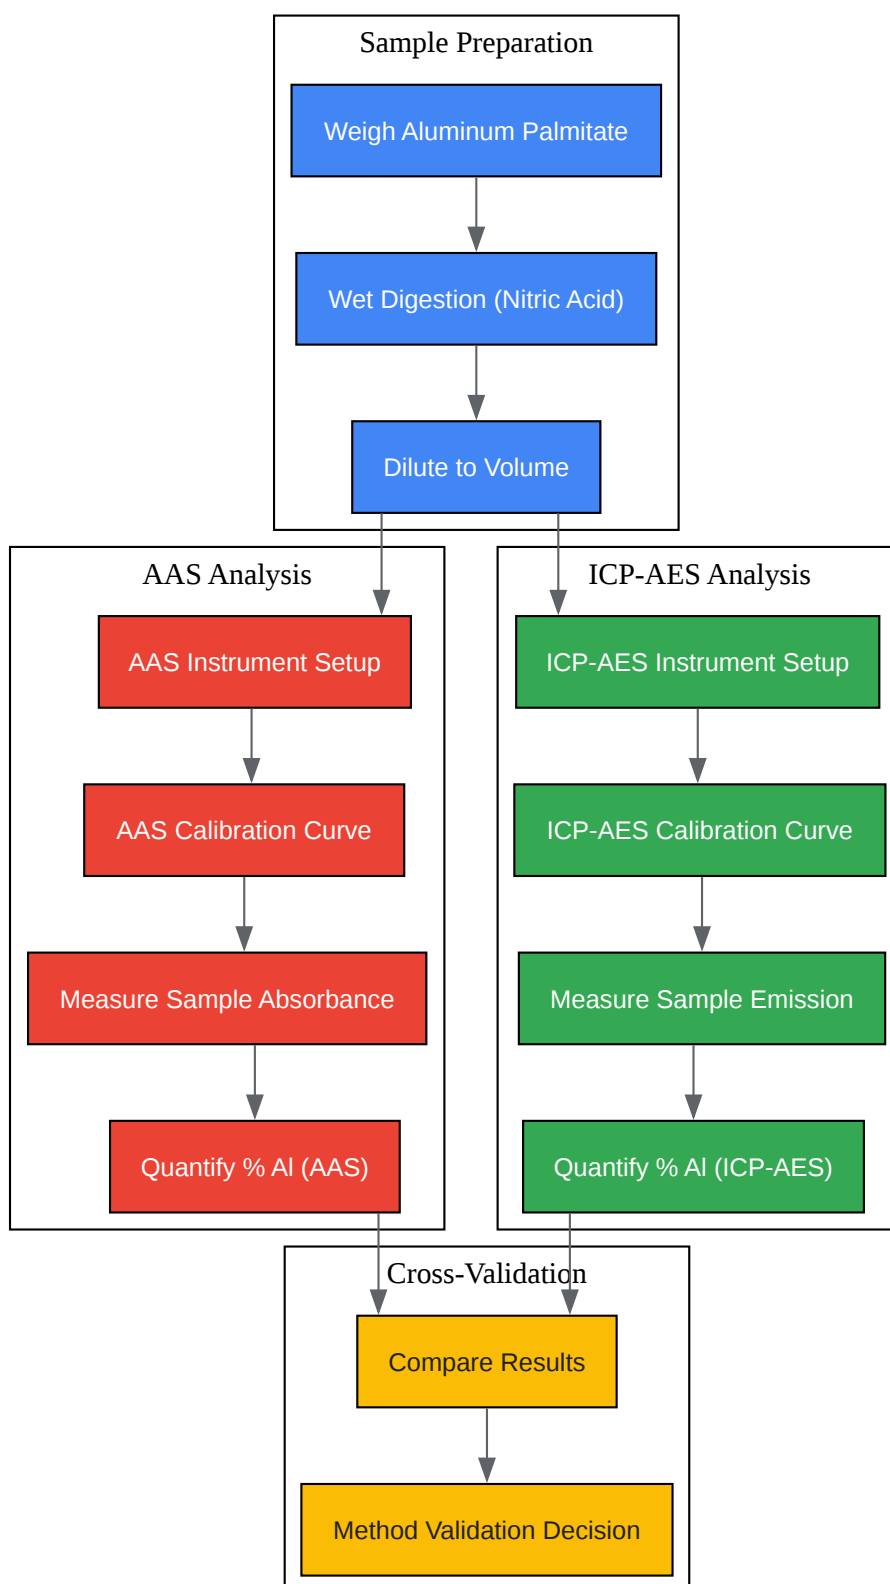 Sample Preparation
Weigh Aluminum Palmitate
Wet Digestion (Nitric Acid)
Dilute to Volume
AAS Analysis
AAS Instrument Setup
AAS Calibration Curve
Measure Sample Absorbance
Quantify % Al (AAS)
ICP-AES Analysis
ICP-AES Instrument Setup
ICP-AES Calibration Curve
Measure Sample Emission
Quantify % Al (ICP-AES)
Cross-Validation
Compare Results
Method Validation Decision